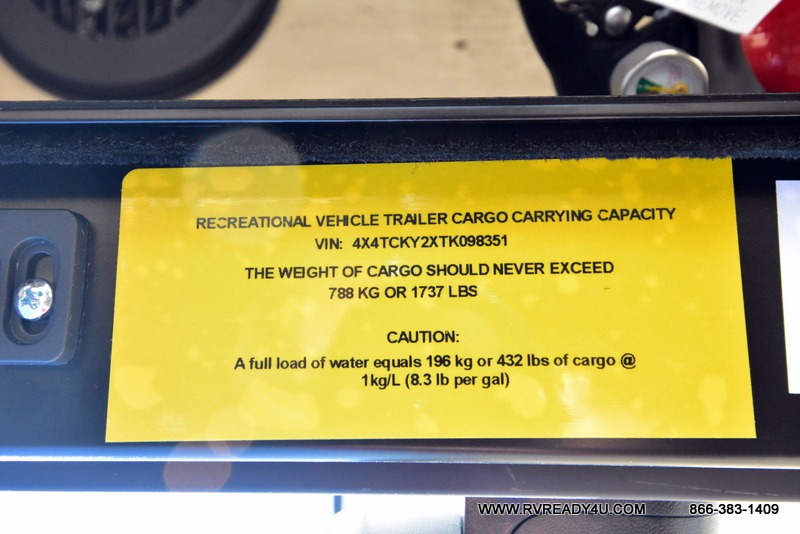 REMOVE
RECREATIONAL VEHICLE TRAILER CARGO CARRYING CAPACITY
VIN: 4X4TCKY2XTK098351
THE WEIGHT OF CARGO SHOULD NEVER EXCEED
788 KG OR 1737 LBS
CAUTION:
A full load of water equals 196 kg or 432 lbs of cargo @
1kg/L (8.3 lb per gal)
WWW.RVREADY4U.COM 866-383-1409